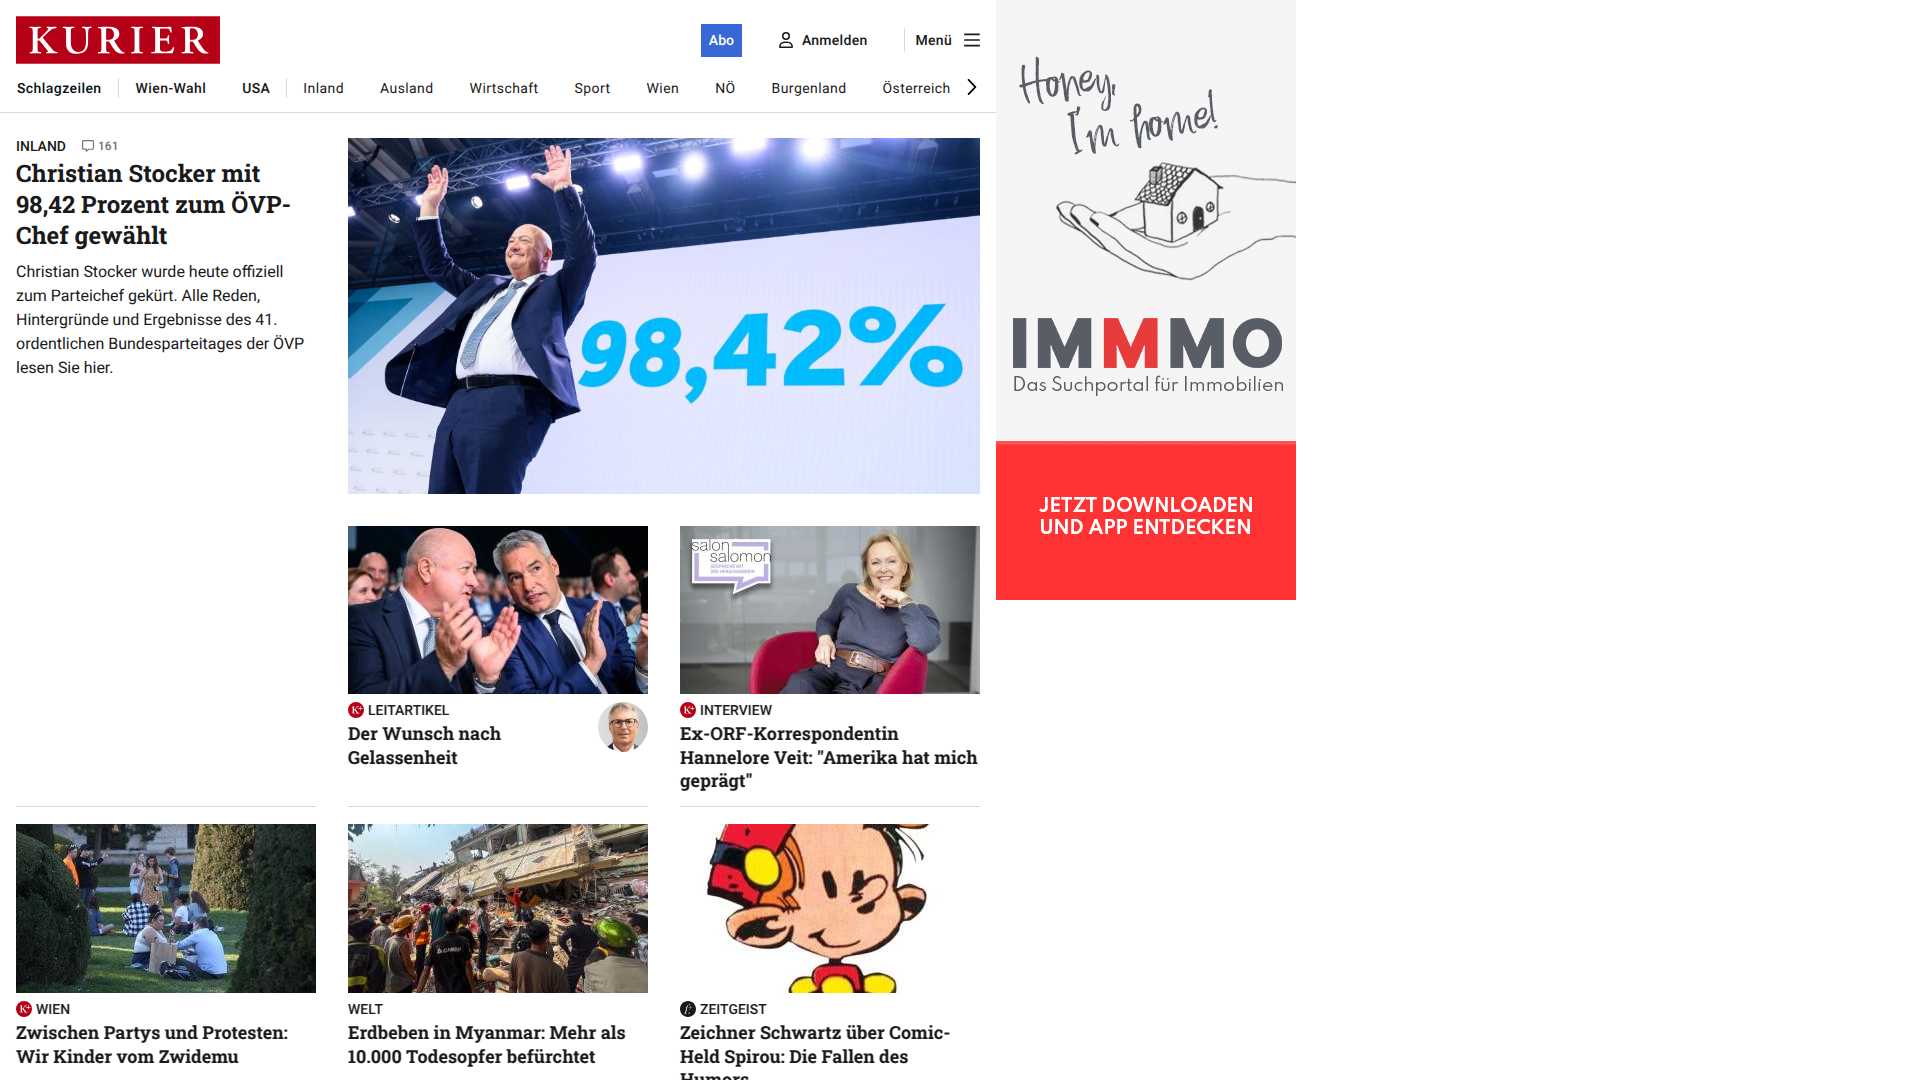 KURIER
Abo
Anmelden
Menü
Schlagzeilen
Wien-Wahl
USA
Inland
Ausland
Wirtschaft
Sport
Wien
NÖ
Burgenland
Österreich
INLAND 161
Christian Stocker mit
98,42 Prozent zum ÖVP-
Chef gewählt
Christian Stocker wurde heute offiziell
zum Parteichef gekürt. Alle Reden,
Hintergründe und Ergebnisse des 41.
ordentlichen Bundesparteitages der ÖVP
lesen Sie hier.
98,42%
LEITARTIKEL
Der Wunsch nach
Gelassenheit
salon
salomon
INTERVIEW
Ex-ORF-Korrespondentin
Hannelore Veit: "Amerika hat mich
geprägt"
WIEN
Zwischen Partys und Protesten:
Wir Kinder vom Zwidemu
WELT
Erdbeben in Myanmar: Mehr als
10.000 Todesopfer befürchtet
ZEITGEIST
Zeichner Schwartz über Comic-
Held Spirou: Die Fallen des
Humors
Honey,
I'm home!
IMMMO
Das Suchportal für Immobilien
JETZT DOWNLOADEN
UND APP ENTDECKEN